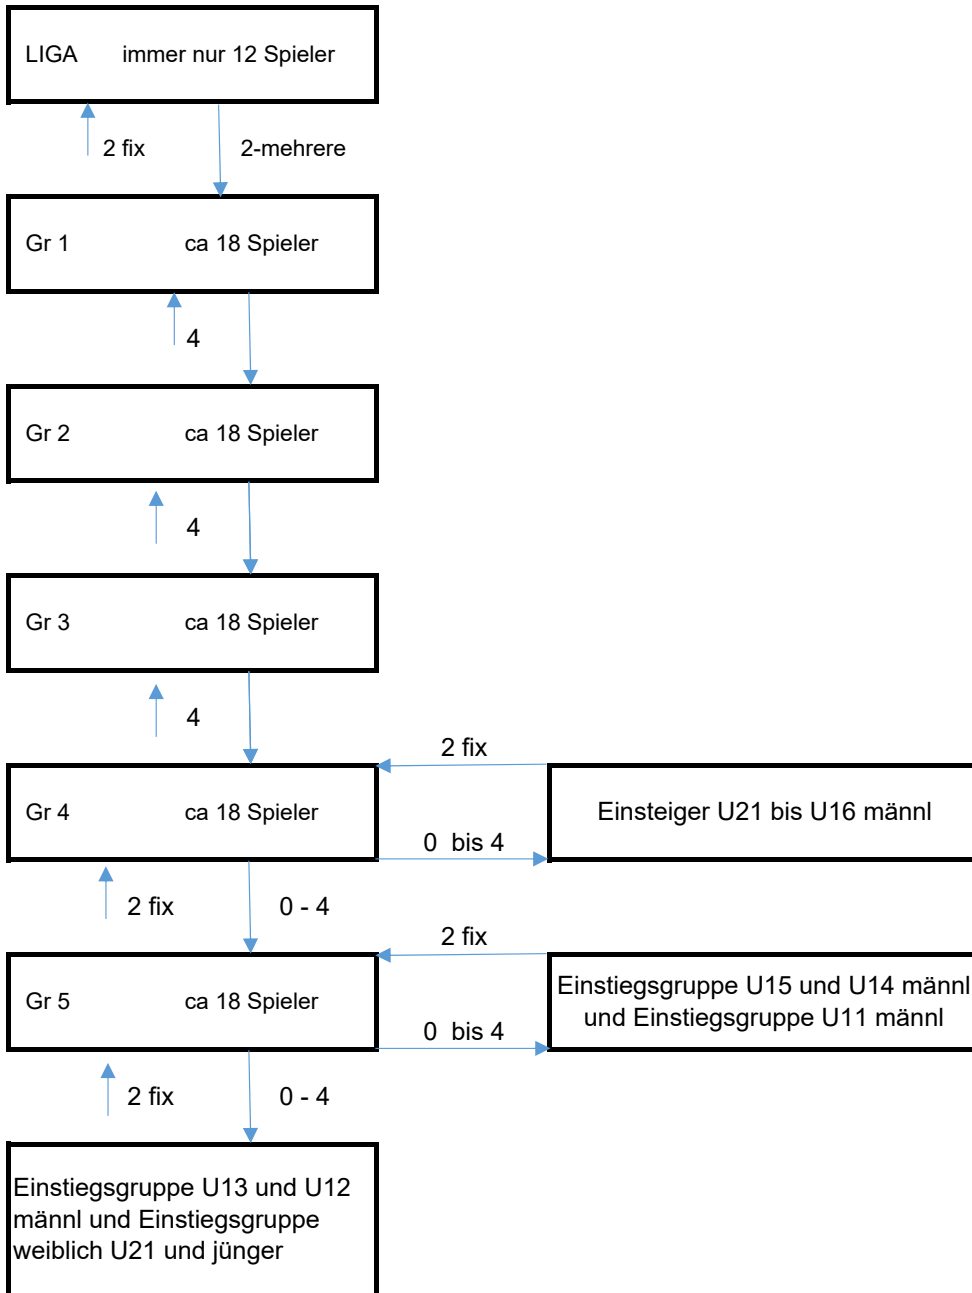 LIGA immer nur 12 Spieler
2 fix 2-mehrere
Gr 1 ca 18 Spieler
4
Gr 2 ca 18 Spieler
4
Gr 3 ca 18 Spieler
4
2 fix
Gr 4 ca 18 Spieler
Einsteiger U21 bis U16 männl
0 bis 4
2 fix 0 - 4
2 fix
Gr 5 ca 18 Spieler
Einstiegsgruppe U15 und U14 männl
und Einstiegsgruppe U11 männl
0 bis 4
2 fix 0 - 4
Einstiegsgruppe U13 und U12
männl und Einstiegsgruppe
weiblich U21 und jünger